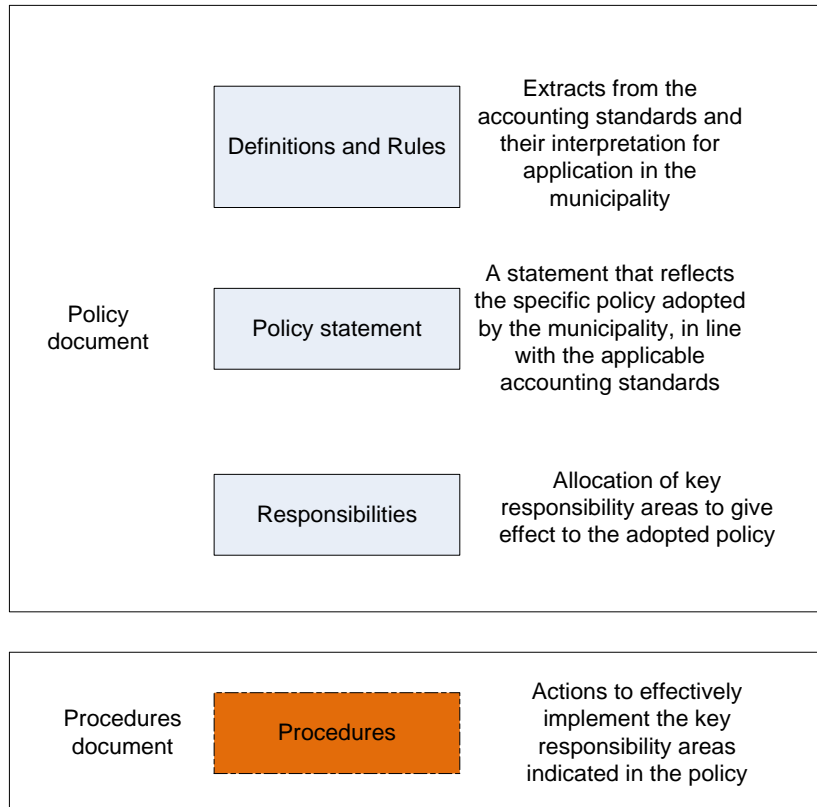 Definitions and Rules
Extracts from the
accounting standards and
their interpretation for
application in the
municipality
Policy
document
Policy statement
A statement that reflects
the specific policy adopted
by the municipality, in line
with the applicable
accounting standards
Responsibilities
Allocation of key
responsibility areas to give
effect to the adopted policy
Procedures
document
Procedures
Actions to effectively
implement the key
responsibility areas
indicated in the policy